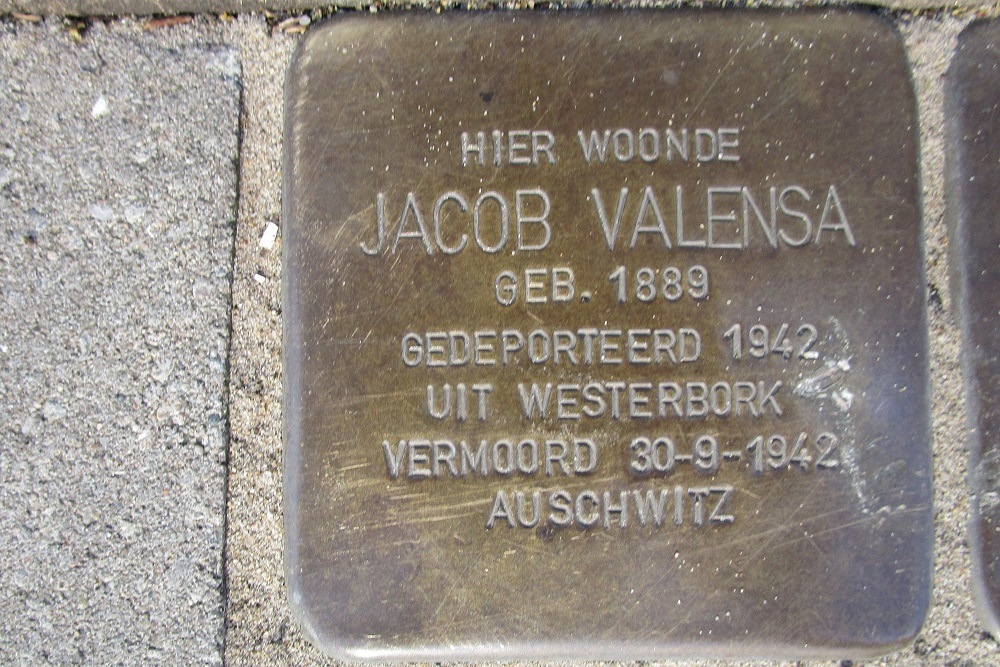 HIER WOONDE
JACOB VALENSA
GEB. 1889
GEDEPORTEERD 1942
UIT WESTERBORK
VERMOORD 30-9-1942
AUSCHWITZ